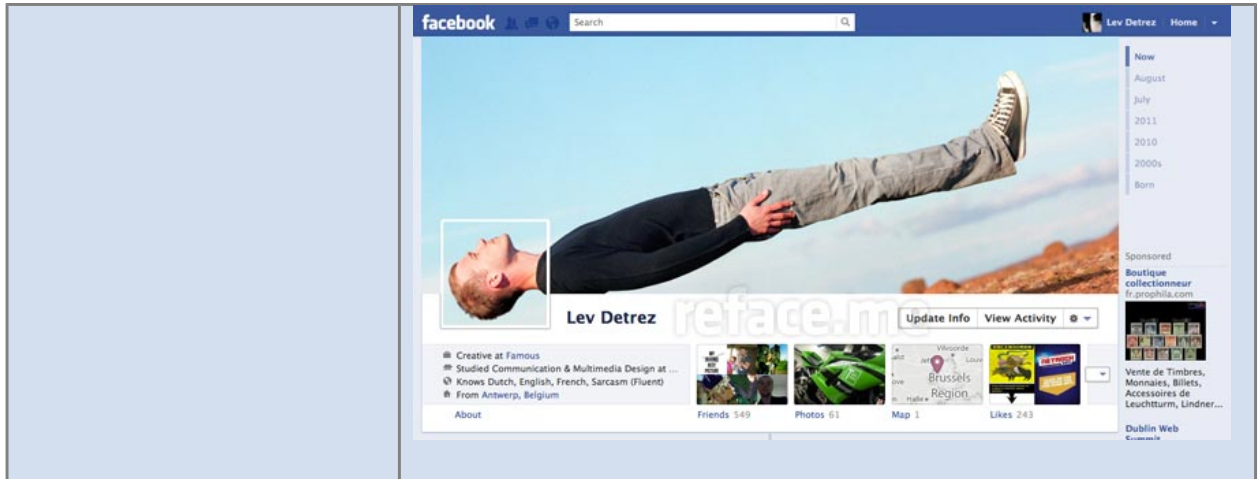 facebook
Search
Lev Detrez Home
Now
August
July
2011
2010
2000s
Born
Sponsored
Boutique
collectionneur
fr.prophila.com
Vente de Timbres,
Monnaies, Billets,
Accessoires de
Leuchtturm, Lindner...
Dublin Web
Summit
reface.me
Lev Detrez
Update Info
View Activity
Creative at Famous
Studied Communication & Multimedia Design at ...
Knows Dutch, English, French, Sarcasm (Fluent)
From Antwerp, Belgium
About
Vilvoorde
Brussels
Region
Halle
Friends 549
Photos 61
Map 1
Likes 243